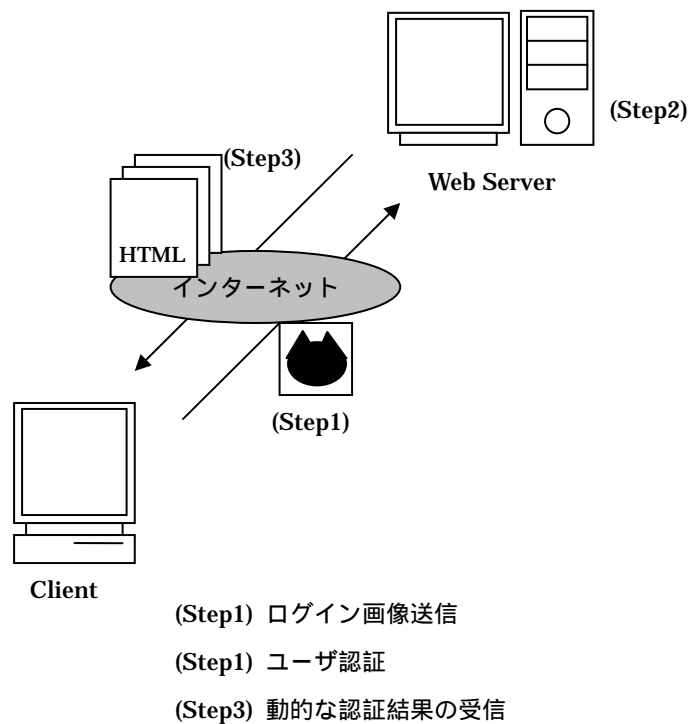 (Step2)
(Step3)
Web Server
HTML
インターネット
(Step1)
Client
(Step1) ログイン画像送信
(Step1) ユーザ認証
(Step3) 動的な認証結果の受信